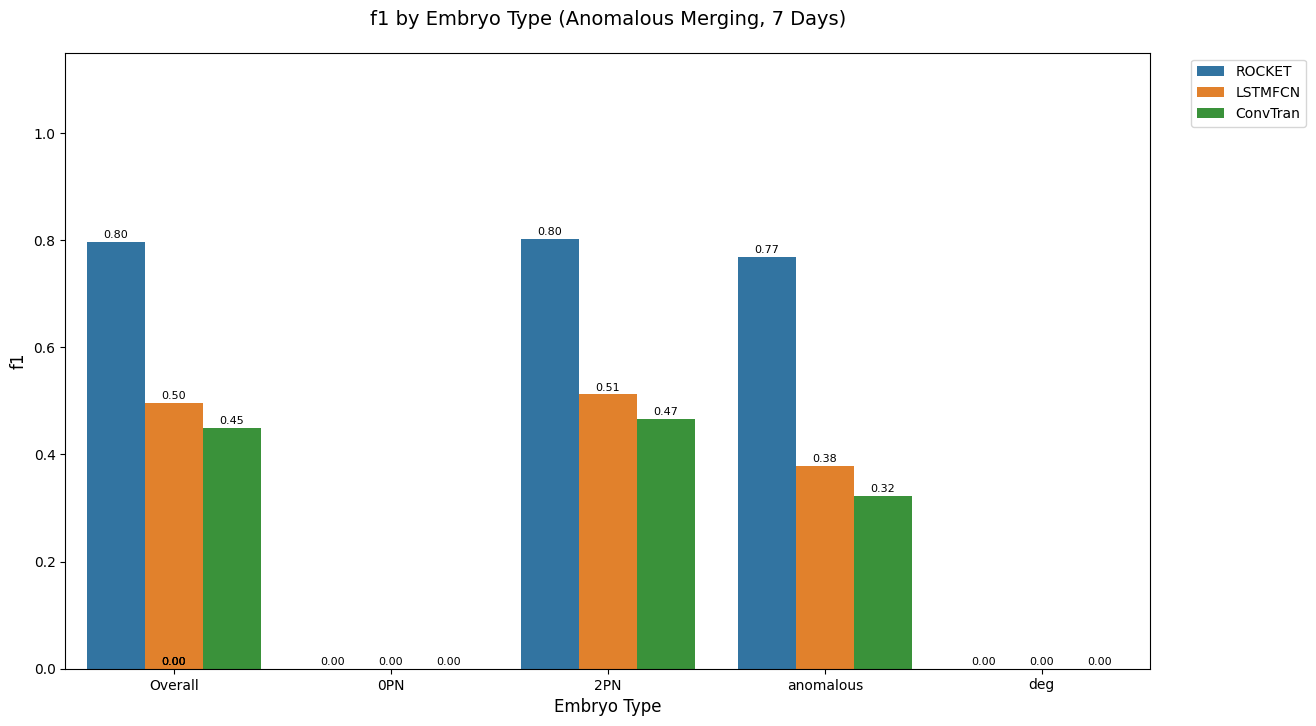 f1 by Embryo Type (Anomalous Merging, 7 Days)
ROCKET
LSTMFCN
ConvTran
f1
1.0
0.8
0.6
0.4
0.2
0.0
0.80
0.50
0.45
0.00
0.00 0.00 0.00
0.80
0.51
0.47
0.77
0.38
0.32
0.00 0.00 0.00
Overall 0PN 2PN anomalous deg
Embryo Type